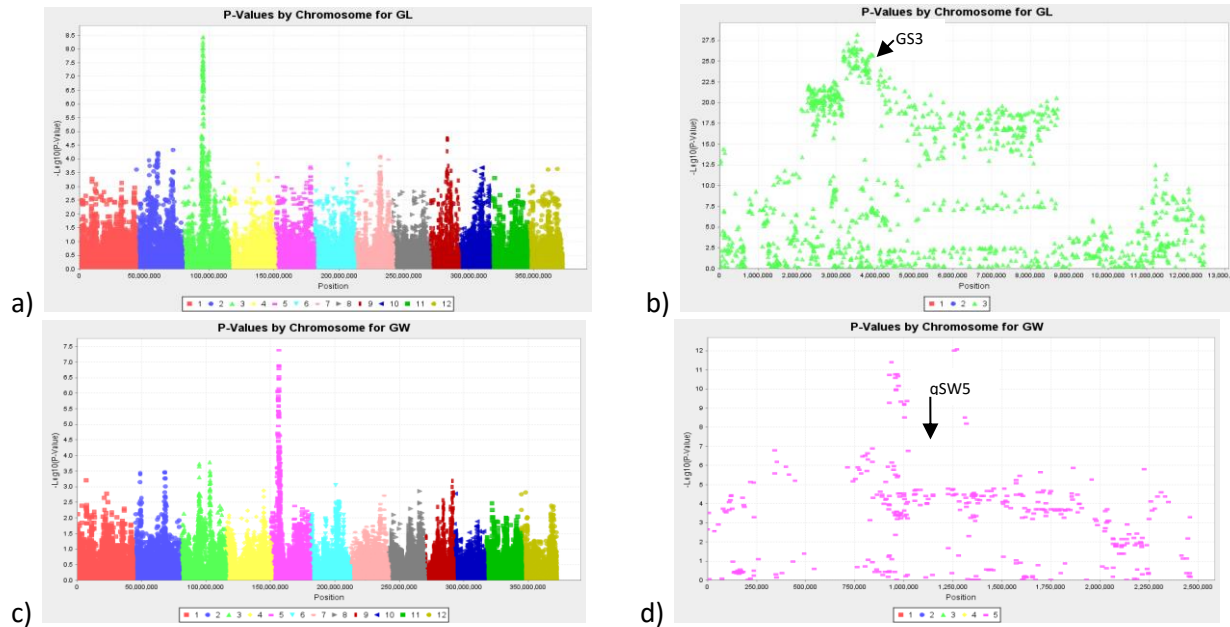 P-Values by Chromosome for GL
-Log10(P-Value)
8.5
8.0
7.5
7.0
6.5
6.0
5.5
5.0
4.5
4.0
3.5
3.0
2.5
2.0
1.5
1.0
0.5
0.0
0 50,000,000 100,000,000 150,000,000 200,000,000 250,000,000 300,000,000 350,000,000
Position
1 2 3 4 5 6 7 8 9 10 11 12
a)
P-Values by Chromosome for GL
GS3
-Log10(P-Value)
27.5
25.0
22.5
20.0
17.5
15.0
12.5
10.0
7.5
5.0
2.5
0.0
0 1,000,000 2,000,000 3,000,000 4,000,000 5,000,000 6,000,000 7,000,000 8,000,000 9,000,000 10,000,000 11,000,000 12,000,000 13,000,00
Position
1 2 3
b)
P-Values by Chromosome for GW
-Log10(P-Value)
7.5
7.0
6.5
6.0
5.5
5.0
4.5
4.0
3.5
3.0
2.5
2.0
1.5
1.0
0.5
0.0
0 50,000,000 100,000,000 150,000,000 200,000,000 250,000,000 300,000,000 350,000,000
Position
1 2 3 4 5 6 7 8 9 10 11 12
c)
P-Values by Chromosome for GW
qSW5
-Log10(P-Value)
12
11
10
9
8
7
6
5
4
3
2
1
0
0 250,000 500,000 750,000 1,000,000 1,250,000 1,500,000 1,750,000 2,000,000 2,250,000 2,500,000
Position
1 2 3 4 5
d)